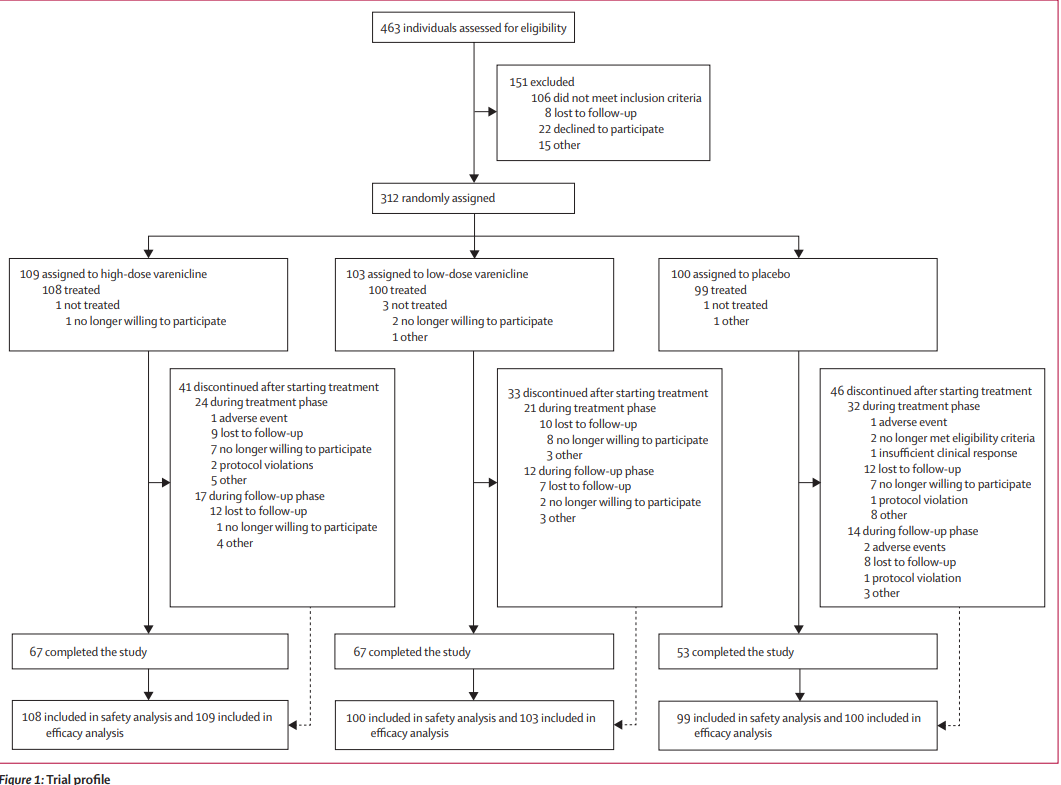 463 individuals assessed for eligibility
151 excluded
106 did not meet inclusion criteria
8 lost to follow-up
22 declined to participate
15 other
312 randomly assigned
109 assigned to high-dose varenicline
108 treated
1 not treated
1 no longer willing to participate
103 assigned to low-dose varenicline
100 treated
3 not treated
2 no longer willing to participate
1 other
100 assigned to placebo
99 treated
1 not treated
1 other
41 discontinued after starting treatment
24 during treatment phase
1 adverse event
9 lost to follow-up
7 no longer willing to participate
2 protocol violations
5 other
17 during follow-up phase
12 lost to follow-up
1 no longer willing to participate
4 other
33 discontinued after starting treatment
21 during treatment phase
10 lost to follow-up
8 no longer willing to participate
3 other
12 during follow-up phase
7 lost to follow-up
2 no longer willing to participate
3 other
46 discontinued after starting treatment
32 during treatment phase
1 adverse event
2 no longer met eligibility criteria
1 insufficient clinical response
12 lost to follow-up
7 no longer willing to participate
1 protocol violation
8 other
14 during follow-up phase
2 adverse events
8 lost to follow-up
1 protocol violation
3 other
67 completed the study
67 completed the study
53 completed the study
108 included in safety analysis and 109 included in
efficacy analysis
100 included in safety analysis and 103 included in
efficacy analysis
99 included in safety analysis and 100 included in
efficacy analysis
Figure 1: Trial profile